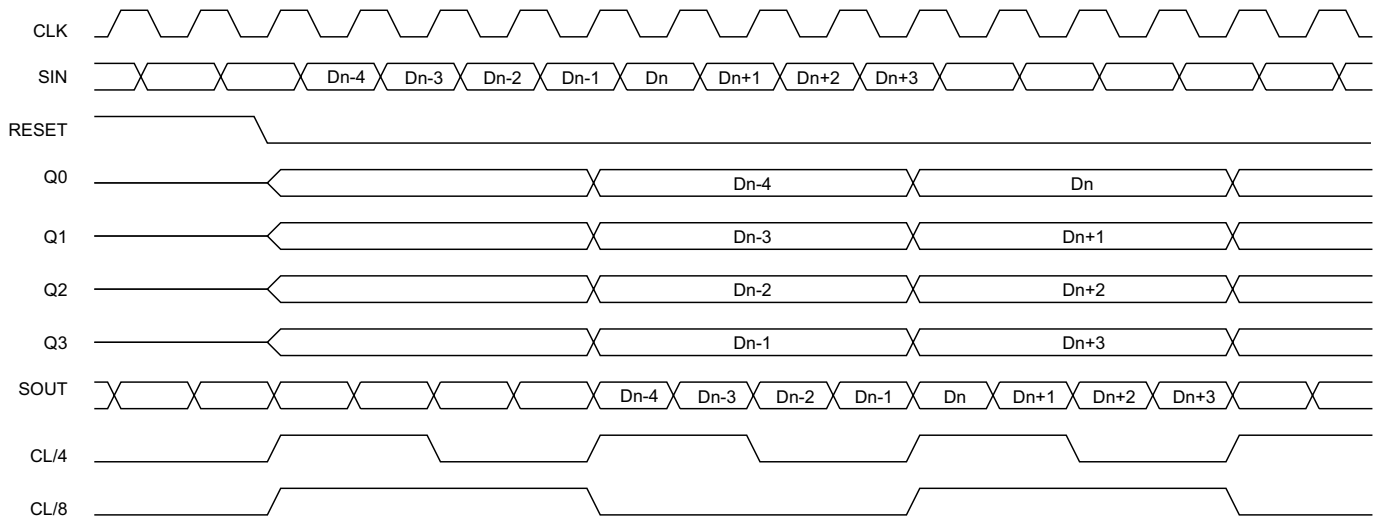 CLK
SIN Dn-4 Dn-3 Dn-2 Dn-1 Dn Dn+1 Dn+2 Dn+3
RESET
Q0 Dn-4 Dn
Q1 Dn-3 Dn+1
Q2 Dn-2 Dn+2
Q3 Dn-1 Dn+3
SOUT Dn-4 Dn-3 Dn-2 Dn-1 Dn Dn+1 Dn+2 Dn+3
CL/4
CL/8